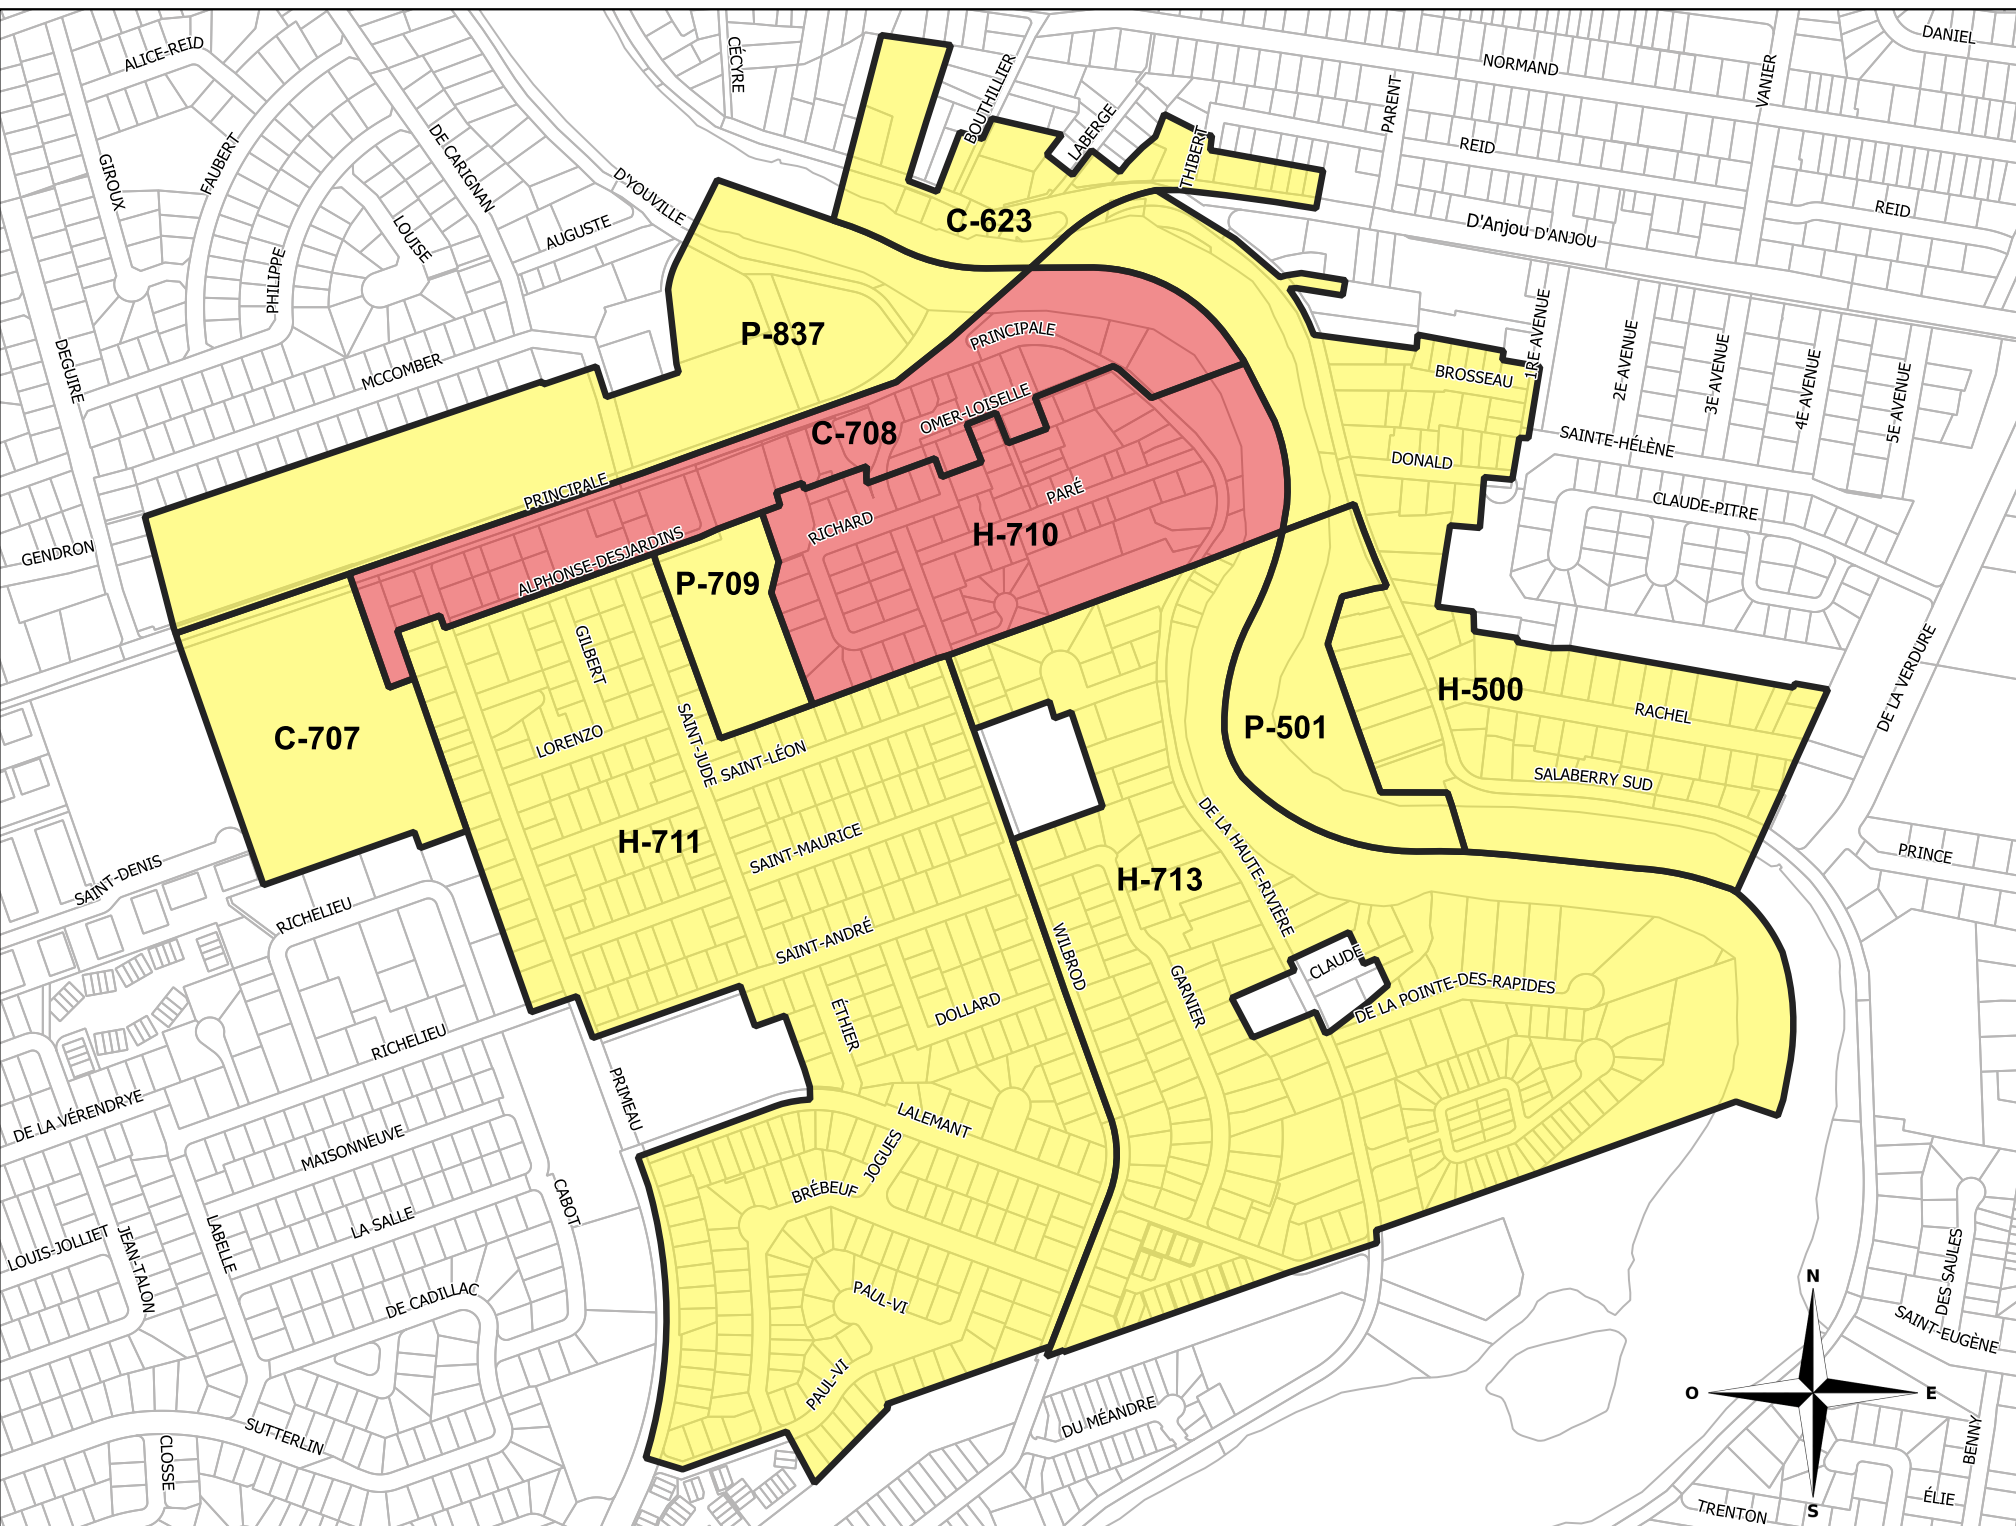 ALICE-REID
CÉCYRE
BOUTHILLIER
LABERGE
NORMAND
VANIER
DANIEL
PARENT
REID
THIBERT
GIROUX
FAUBERT
DE CARIGNAN
D'YOUVILLE
LOUISE
AUGUSTE
C-623
D'Anjou D'ANJOU
REID
PHILIPPE
P-837
PRINCIPALE
DEGUIRE
MCCOMBER
BROSSEAU
1RE AVENUE
2E AVENUE
3E AVENUE
4E AVENUE
5E AVENUE
C-708
OMER-LOISELLE
SAINTE-HÉLÈNE
DONALD
PRINCIPALE
PARÉ
CLAUDE-PITRE
GENDRON
ALPHONSE-DESJARDINS
RICHARD
H-710
P-709
GILBERT
C-707
LORENZO
SAINT-JUDE
SAINT-LÉON
P-501
H-500
RACHEL
DE LA VERDURE
SALABERRY SUD
H-711
SAINT-MAURICE
H-713
DE LA HAUTE-RIVIÈRE
PRINCE
SAINT-DENIS
RICHELIEU
SAINT-ANDRÉ
WILBROD
GARNIER
CLAUDE
DE LA POINTE-DES-RAPIDES
RICHELIEU
ÉTHIER
DOLLARD
DE LA VÉRENDRYE
PRIMEAU
LALEMANT
MAISONNEUVE
JOGUES
BRÉBEUF
CABOT
LA SALLE
LOUIS-JOLLIET
JEAN-TALON
LABELLE
DE CADILLAC
PAUL-VI
PAUL-VI
DES SAULES
SAINT-EUGÈNE
N
O
E
S
SUTTERLIN
CLOSSE
DU MÉANDRE
BENNY
ÉLIE
TRENTON